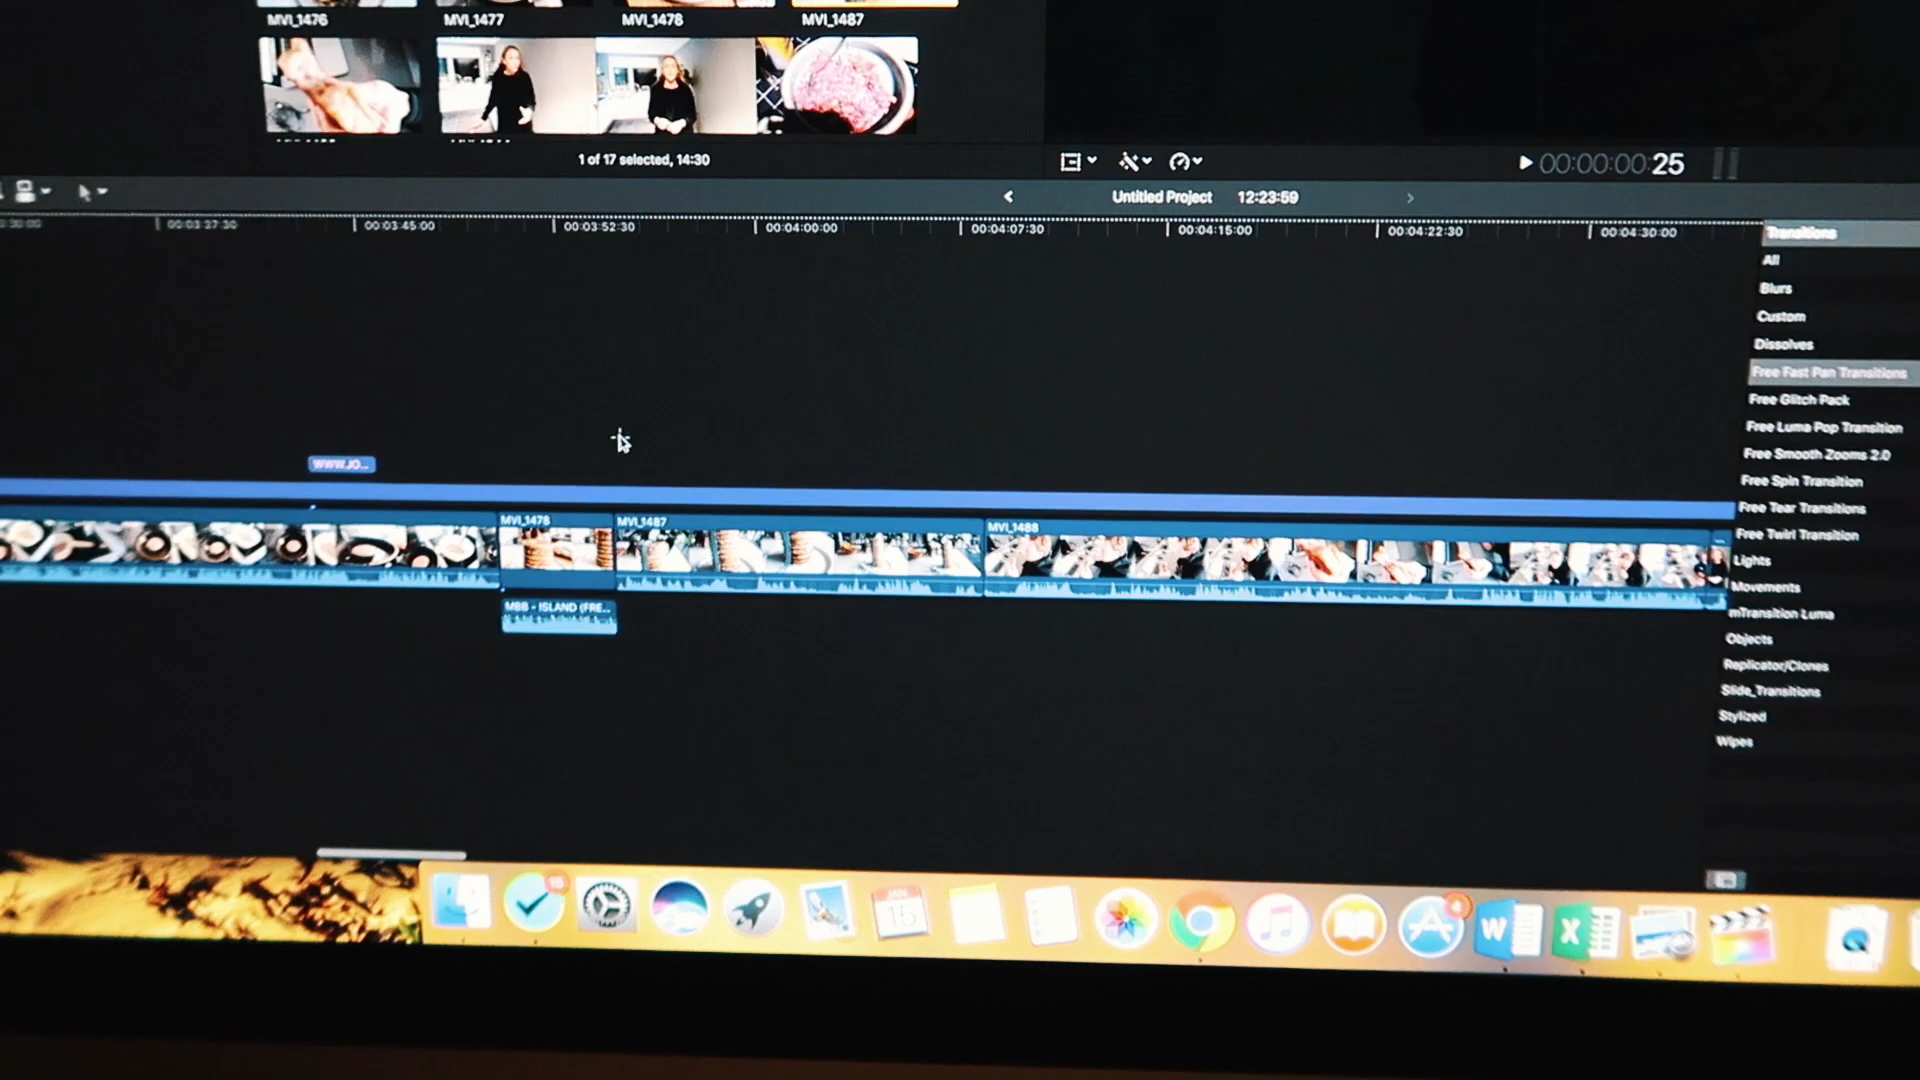 MVI_1476
MVI_1477
MVI_1478
MVI_1487
1 of 17 selected, 14:30
00:00:00:25
Untitled Project
12:23:59
00:03:37:30
00:03:45:00
00:03:52:30
00:04:00:00
00:04:07:30
00:04:15:00
00:04:22:30
00:04:30:00
Transitions
All
Blurs
Custom
Dissolves
Free Fast Pan Transitions
Free Glitch Pack
Free Luma Pop Transition
Free Smooth Zooms 2.0
Free Spin Transition
Free Tear Transitions
Free Twirl Transition
Lights
Movements
mTransition Luma
Objects
Replicator/Clones
Slide_Transitions
Stylized
Wipes
WWW.JO...
MVI_1478
MVI_1487
MVI_1488
MBB - ISLAND (FRE...
JAN
15
W
X